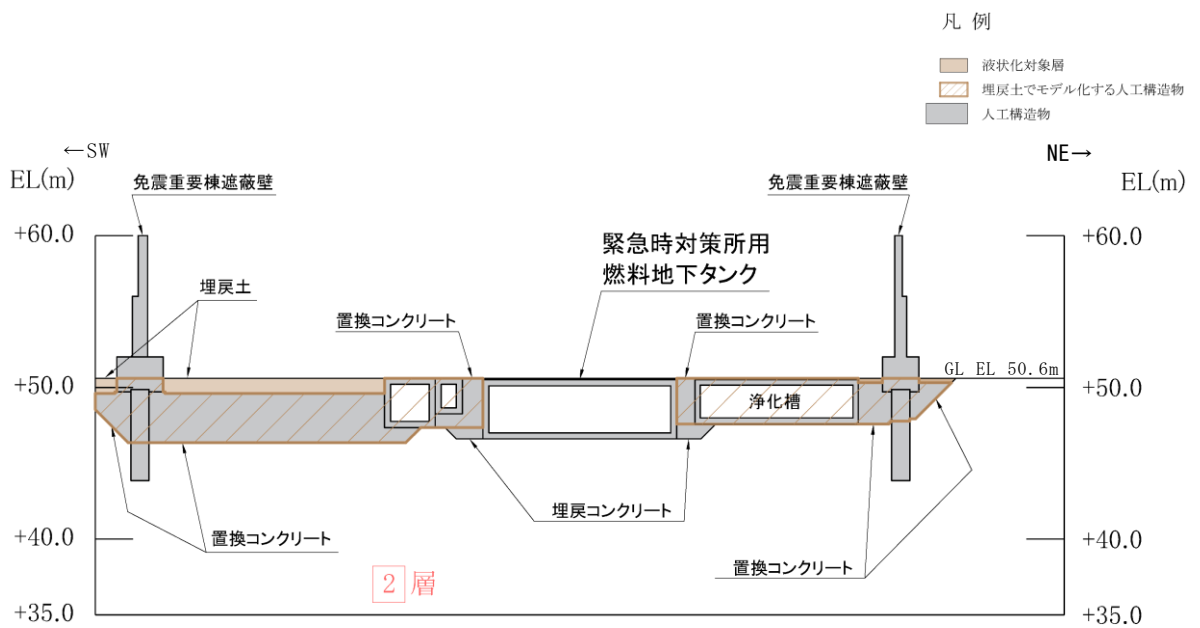 凡 例
液状化対象層
埋戻土でモデル化する人工構造物
人工構造物
←SW
NE→
EL(m)
EL(m)
免震重要棟遮蔽壁
免震重要棟遮蔽壁
+60.0
+60.0
緊急時対策所用
燃料地下タンク
埋戻土
置換コンクリート
置換コンクリート
GL EL 50.6m
+50.0
+50.0
浄化槽
埋戻コンクリート
+40.0
+40.0
置換コンクリート
置換コンクリート
2 層
+35.0
+35.0